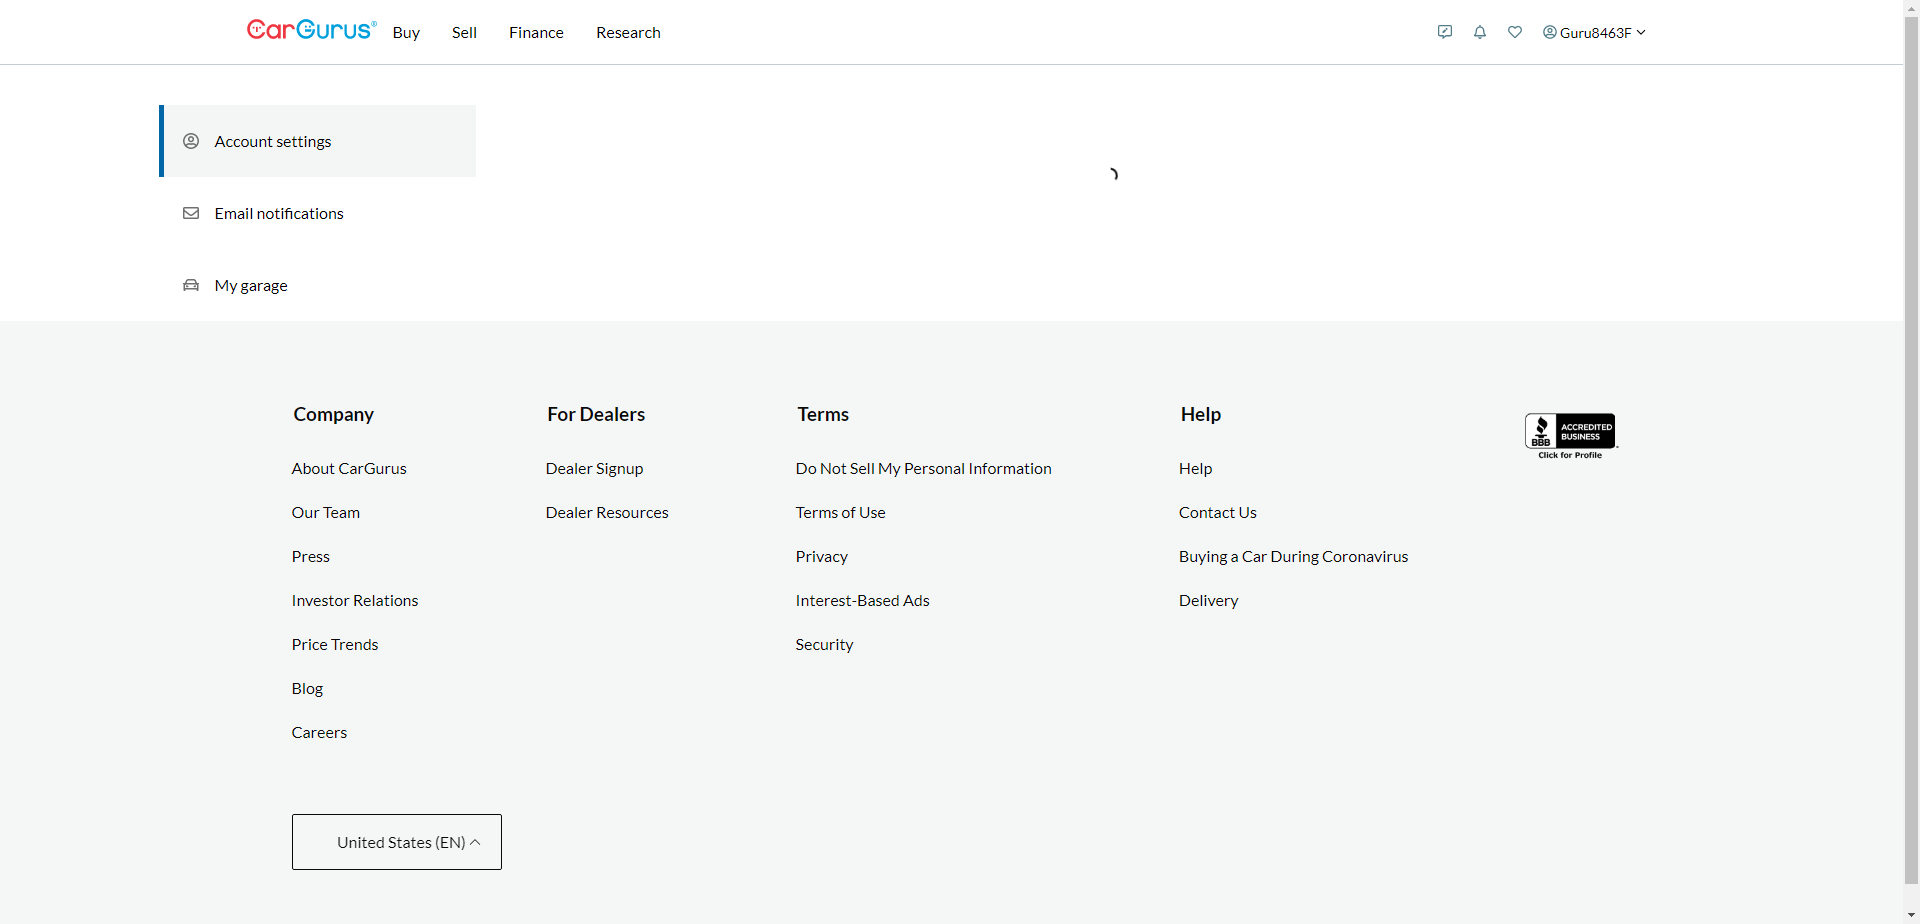 CarGurus®
Buy
Sell
Finance
Research
Guru8463F
Account settings
Email notifications
My garage
Company
About CarGurus
Our Team
Press
Investor Relations
Price Trends
Blog
Careers
For Dealers
Dealer Signup
Dealer Resources
Terms
Do Not Sell My Personal Information
Terms of Use
Privacy
Interest-Based Ads
Security
Help
Help
Contact Us
Buying a Car During Coronavirus
Delivery
BBB
ACCREDITED
BUSINESS
Click for Profile
United States (EN)